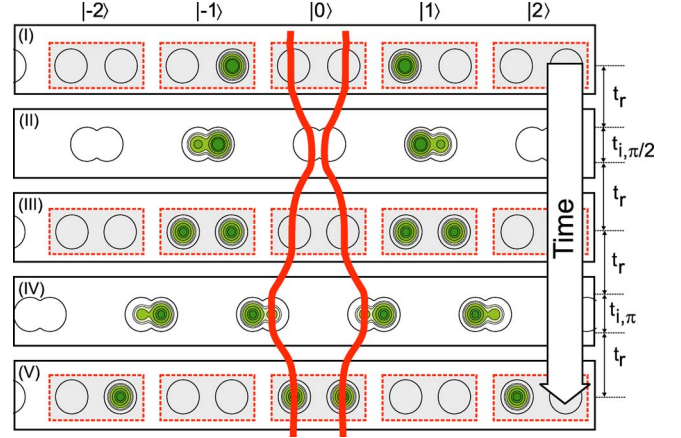 |-2⟩ |-1⟩ |0⟩ |1⟩ |2⟩
(I)
t_r
(II)
t_i,π/2
(III)
t_r
Time
t_r
(IV)
t_i,π
(V)
t_r